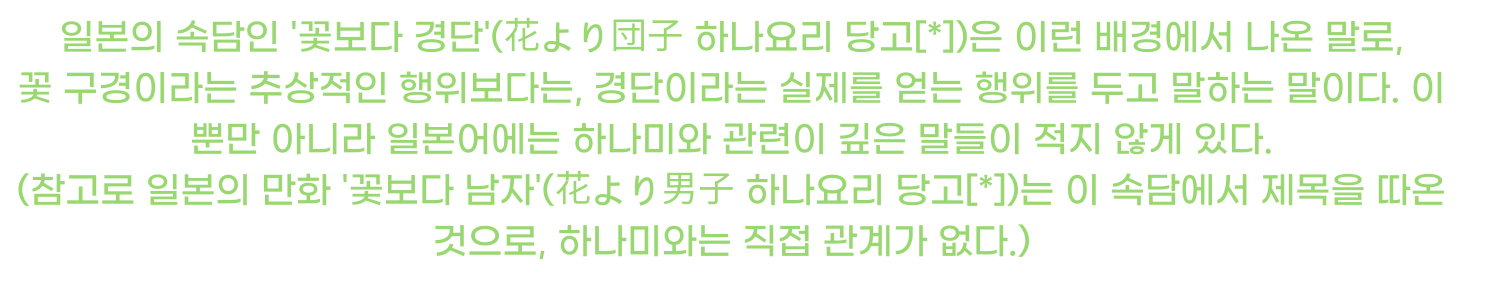 일본의 속담인 '꽃보다 경단'(花より団子 하나요리 당고[*])은 이런 배경에서 나온 말로,
꽃 구경이라는 추상적인 행위보다는, 경단이라는 실제를 얻는 행위를 두고 말하는 말이다. 이
뿐만 아니라 일본어에는 하나미와 관련이 깊은 말들이 적지 않게 있다.
(참고로 일본의 만화 '꽃보다 남자'(花より男子 하나요리 당고[*])는 이 속담에서 제목을 따온
것으로, 하나미와는 직접 관계가 없다.)